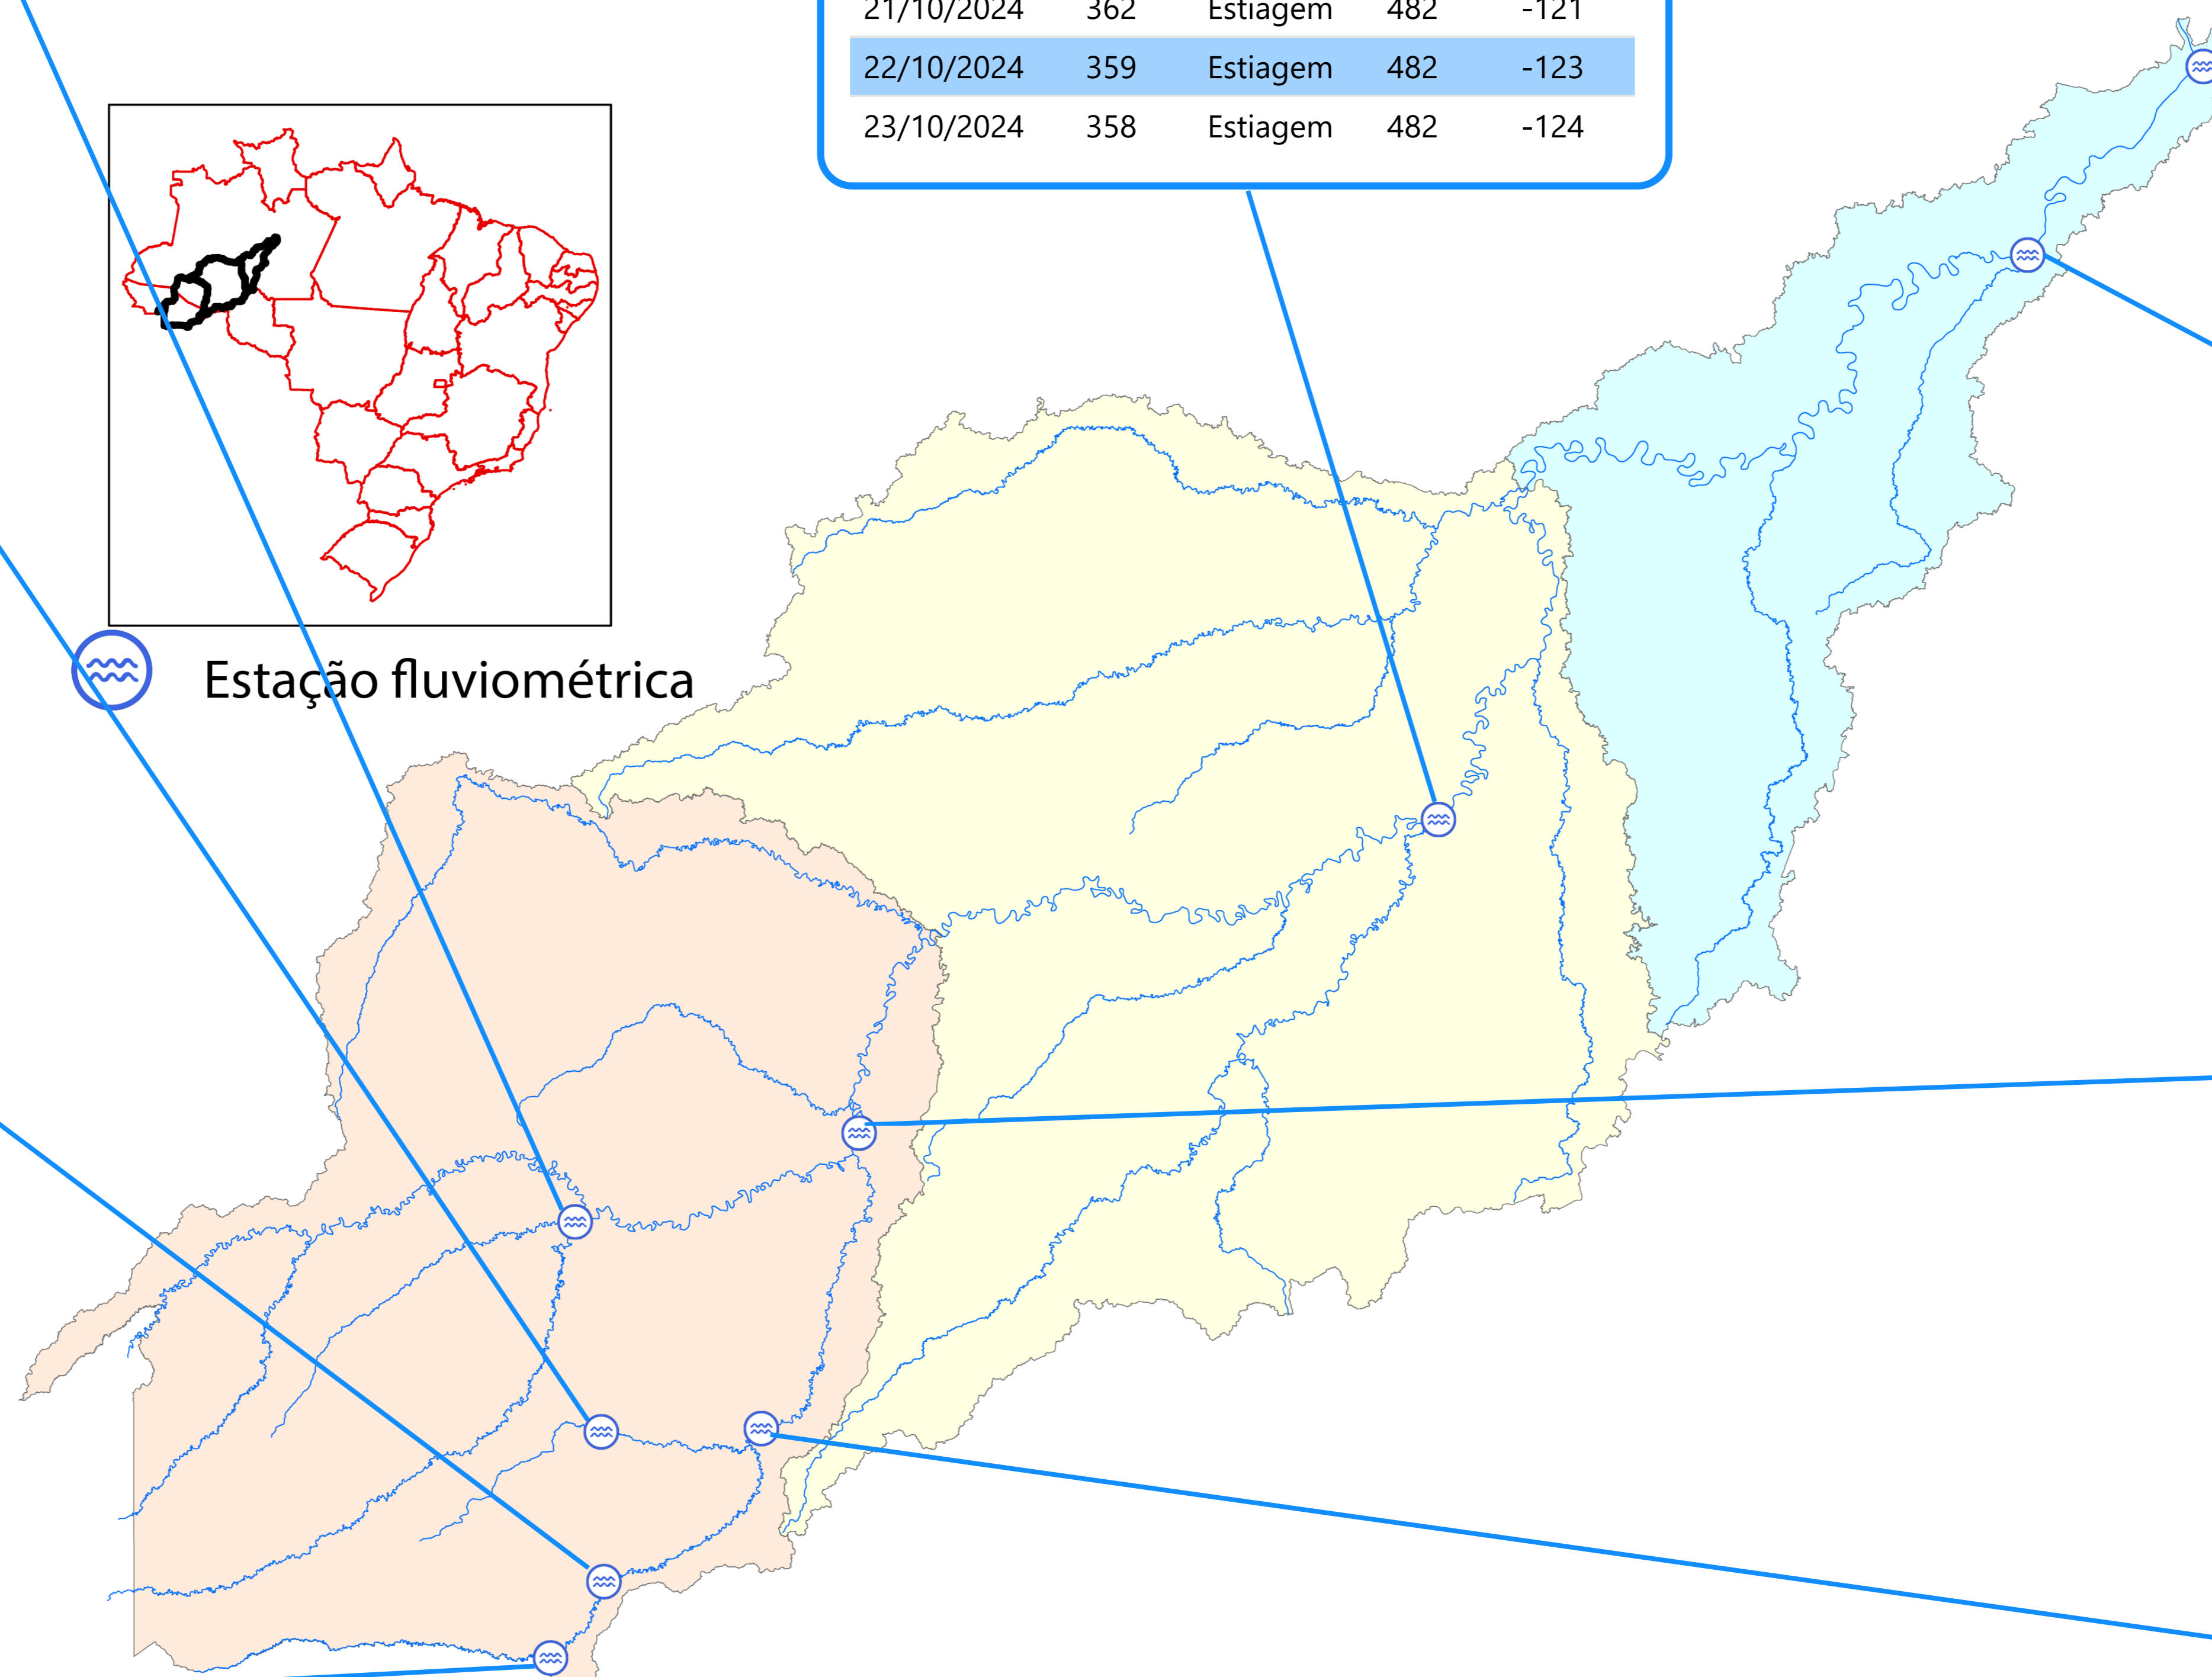 21/10/2024 362 Estiagem 482 -121
22/10/2024 359 Estiagem 482 -123
23/10/2024 358 Estiagem 482 -124
Estação fluviométrica